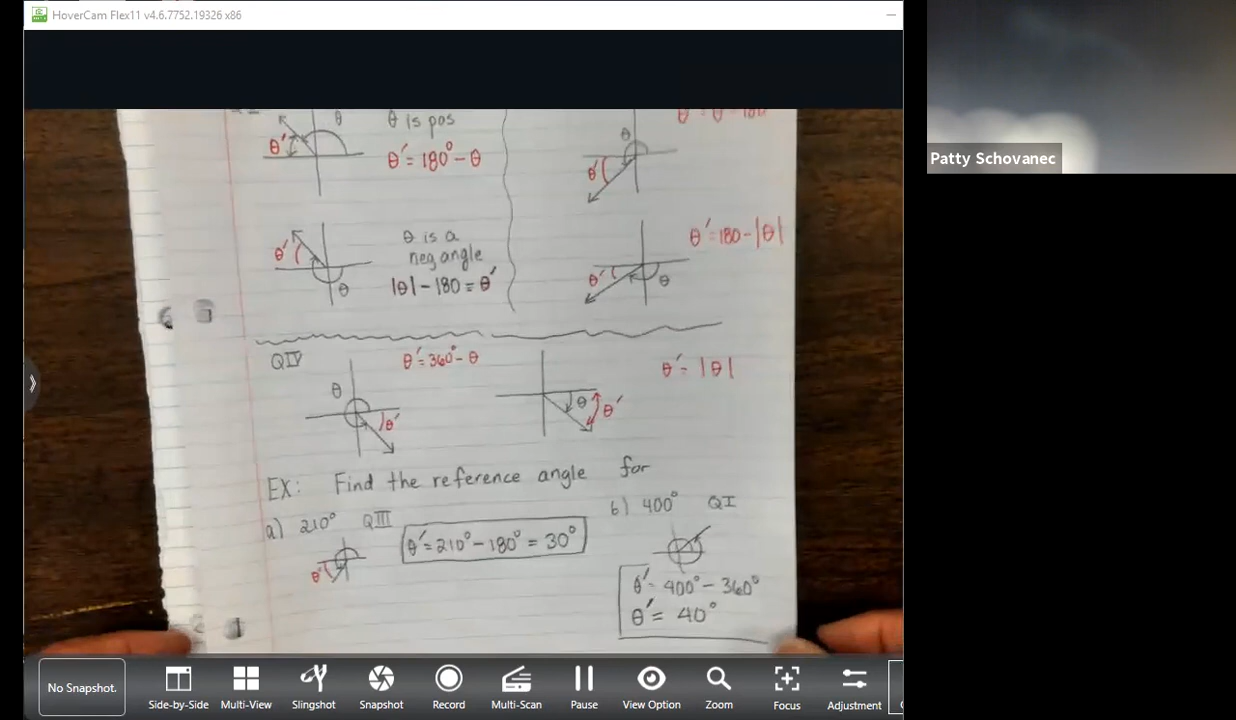 HoverCam Flex11 v4.6.7752.19326 x86
Patty Schovanec
θ
θ is pos
θ'
θ' = 180° - θ
θ
θ'
θ' = 180 - |θ|
θ'
θ is a
neg angle
θ
|θ| - 180 = θ'
θ'
θ
QIV
θ' = 360° - θ
θ
θ'
θ' = |θ|
θ
θ'
EX: Find the reference angle for
a) 210° QIII
θ'
θ' = 210° - 180° = 30°
b) 400° QI
θ' = 400° - 360°
θ' = 40°
No Snapshot.
Side-by-Side
Multi-View
Slingshot
Snapshot
Record
Multi-Scan
Pause
View Option
Zoom
Focus
Adjustment